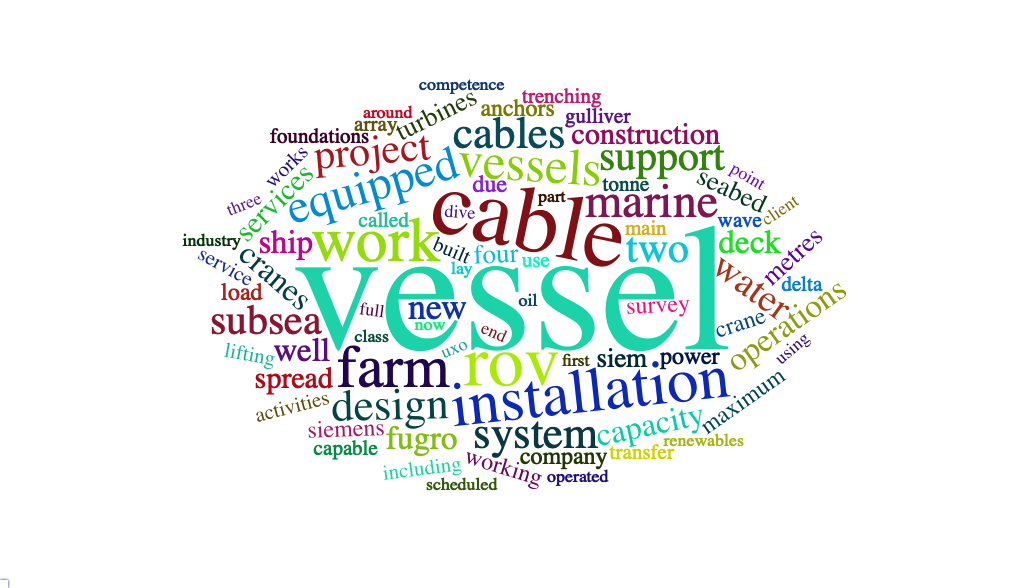 competence
trenching
around
turbines
anchors
gulliver
array
foundations
cables
construction
project
works
vessels
support
services
equipped
due
tonne
point
seabed
three
cable
part
marine
dive
called
wave
client
main
industry
ship
work
built
four
use
two
deck
metres
service
cranes
lay
vessel
water
delta
load
full
new
oil
survey
operations
subsea
now
end
crane
class
lifting
well
uxo
using
farm
.
rov
first
siem
.
power
spread
installation
maximum
activities
design
siemens
fugro
system
capacity
capable
renewables
including
working
.
company
transfer
scheduled
operated